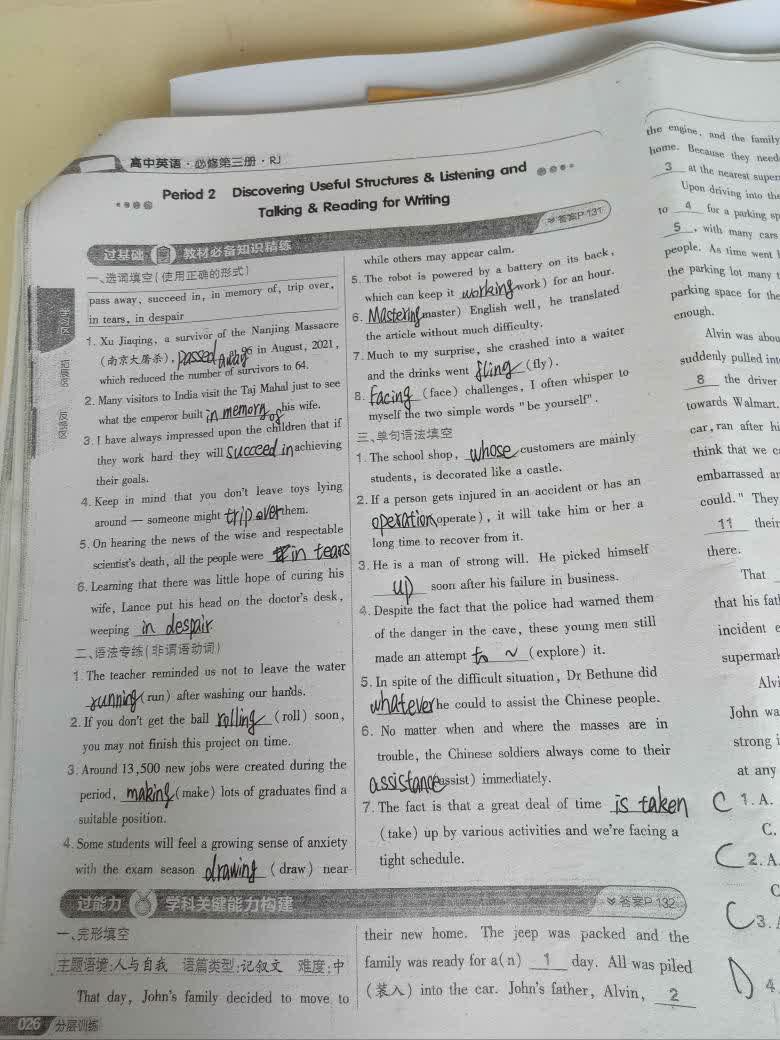 高中英语·必修第三册·RJ
Period 2 Discovering Useful Structures & Listening and
Talking & Reading for Writing
答案P131
过基础 教材必备知识精练
一、选词填空(使用正确的形式)
pass away, succeed in, in memory of, trip over,
in tears, in despair
1. Xu Jiaqing, a survivor of the Nanjing Massacre
(南京大屠杀), passed away 96 in August, 2021,
which reduced the number of survivors to 64.
2. Many visitors to India visit the Taj Mahal just to see
what the emperor built in memory of his wife.
3. I have always impressed upon the children that if
they work hard they will succeed in achieving
their goals.
4. Keep in mind that you don't leave toys lying
around — someone might trip over them.
5. On hearing the news of the wise and respectable
scientist's death, all the people were in tears
6. Learning that there was little hope of curing his
wife, Lance put his head on the doctor's desk,
weeping in despair.
二、语法专练(非谓语动词)
1. The teacher reminded us not to leave the water
running (run) after washing our hands.
2. If you don't get the ball rolling (roll) soon,
you may not finish this project on time.
3. Around 13,500 new jobs were created during the
period, making (make) lots of graduates find a
suitable position.
4. Some students will feel a growing sense of anxiety
with the exam season drawing (draw) near
while others may appear calm.
5. The robot is powered by a battery on its back,
which can keep it working (work) for an hour.
6. Mastering (master) English well, he translated
the article without much difficulty.
7. Much to my surprise, she crashed into a waiter
and the drinks went fling (fly).
8. Facing (face) challenges, I often whisper to
myself the two simple words "be yourself".
三、单句语法填空
1. The school shop, whose customers are mainly
students, is decorated like a castle.
2. If a person gets injured in an accident or has an
operation (operate), it will take him or her a
long time to recover from it.
3. He is a man of strong will. He picked himself
up soon after his failure in business.
4. Despite the fact that the police had warned them
of the danger in the cave, these young men still
made an attempt to ~ (explore) it.
5. In spite of the difficult situation, Dr Bethune did
whatever he could to assist the Chinese people.
6. No matter when and where the masses are in
trouble, the Chinese soldiers always come to their
assistance (assist) immediately.
7. The fact is that a great deal of time is taken
(take) up by various activities and we're facing a
tight schedule.
过能力 学科关键能力构建
答案P132
一、完形填空
主题语境:人与自我 语篇类型:记叙文 难度:中
That day, John's family decided to move to
their new home. The jeep was packed and the
family was ready for a(n) 1 day. All was piled
(装入) into the car. John's father, Alvin, 2
026 分层训练
the engine, and the family
home. Because they need
3 at the nearest super
Upon driving into the
to 4 for a parking sp
5, with many cars
people. As time went
the parking lot many t
parking space for the
enough.
Alvin was abou
suddenly pulled int
8 the driver
towards Walmart.
car, ran after hi
think that we c
embarrassed a
could." They
11 their
there.
That
that his fat
incident
supermark
Alvi
John wa
strong i
at any
C 1. A.
C.
C 2. A
C
C 3.
D 4